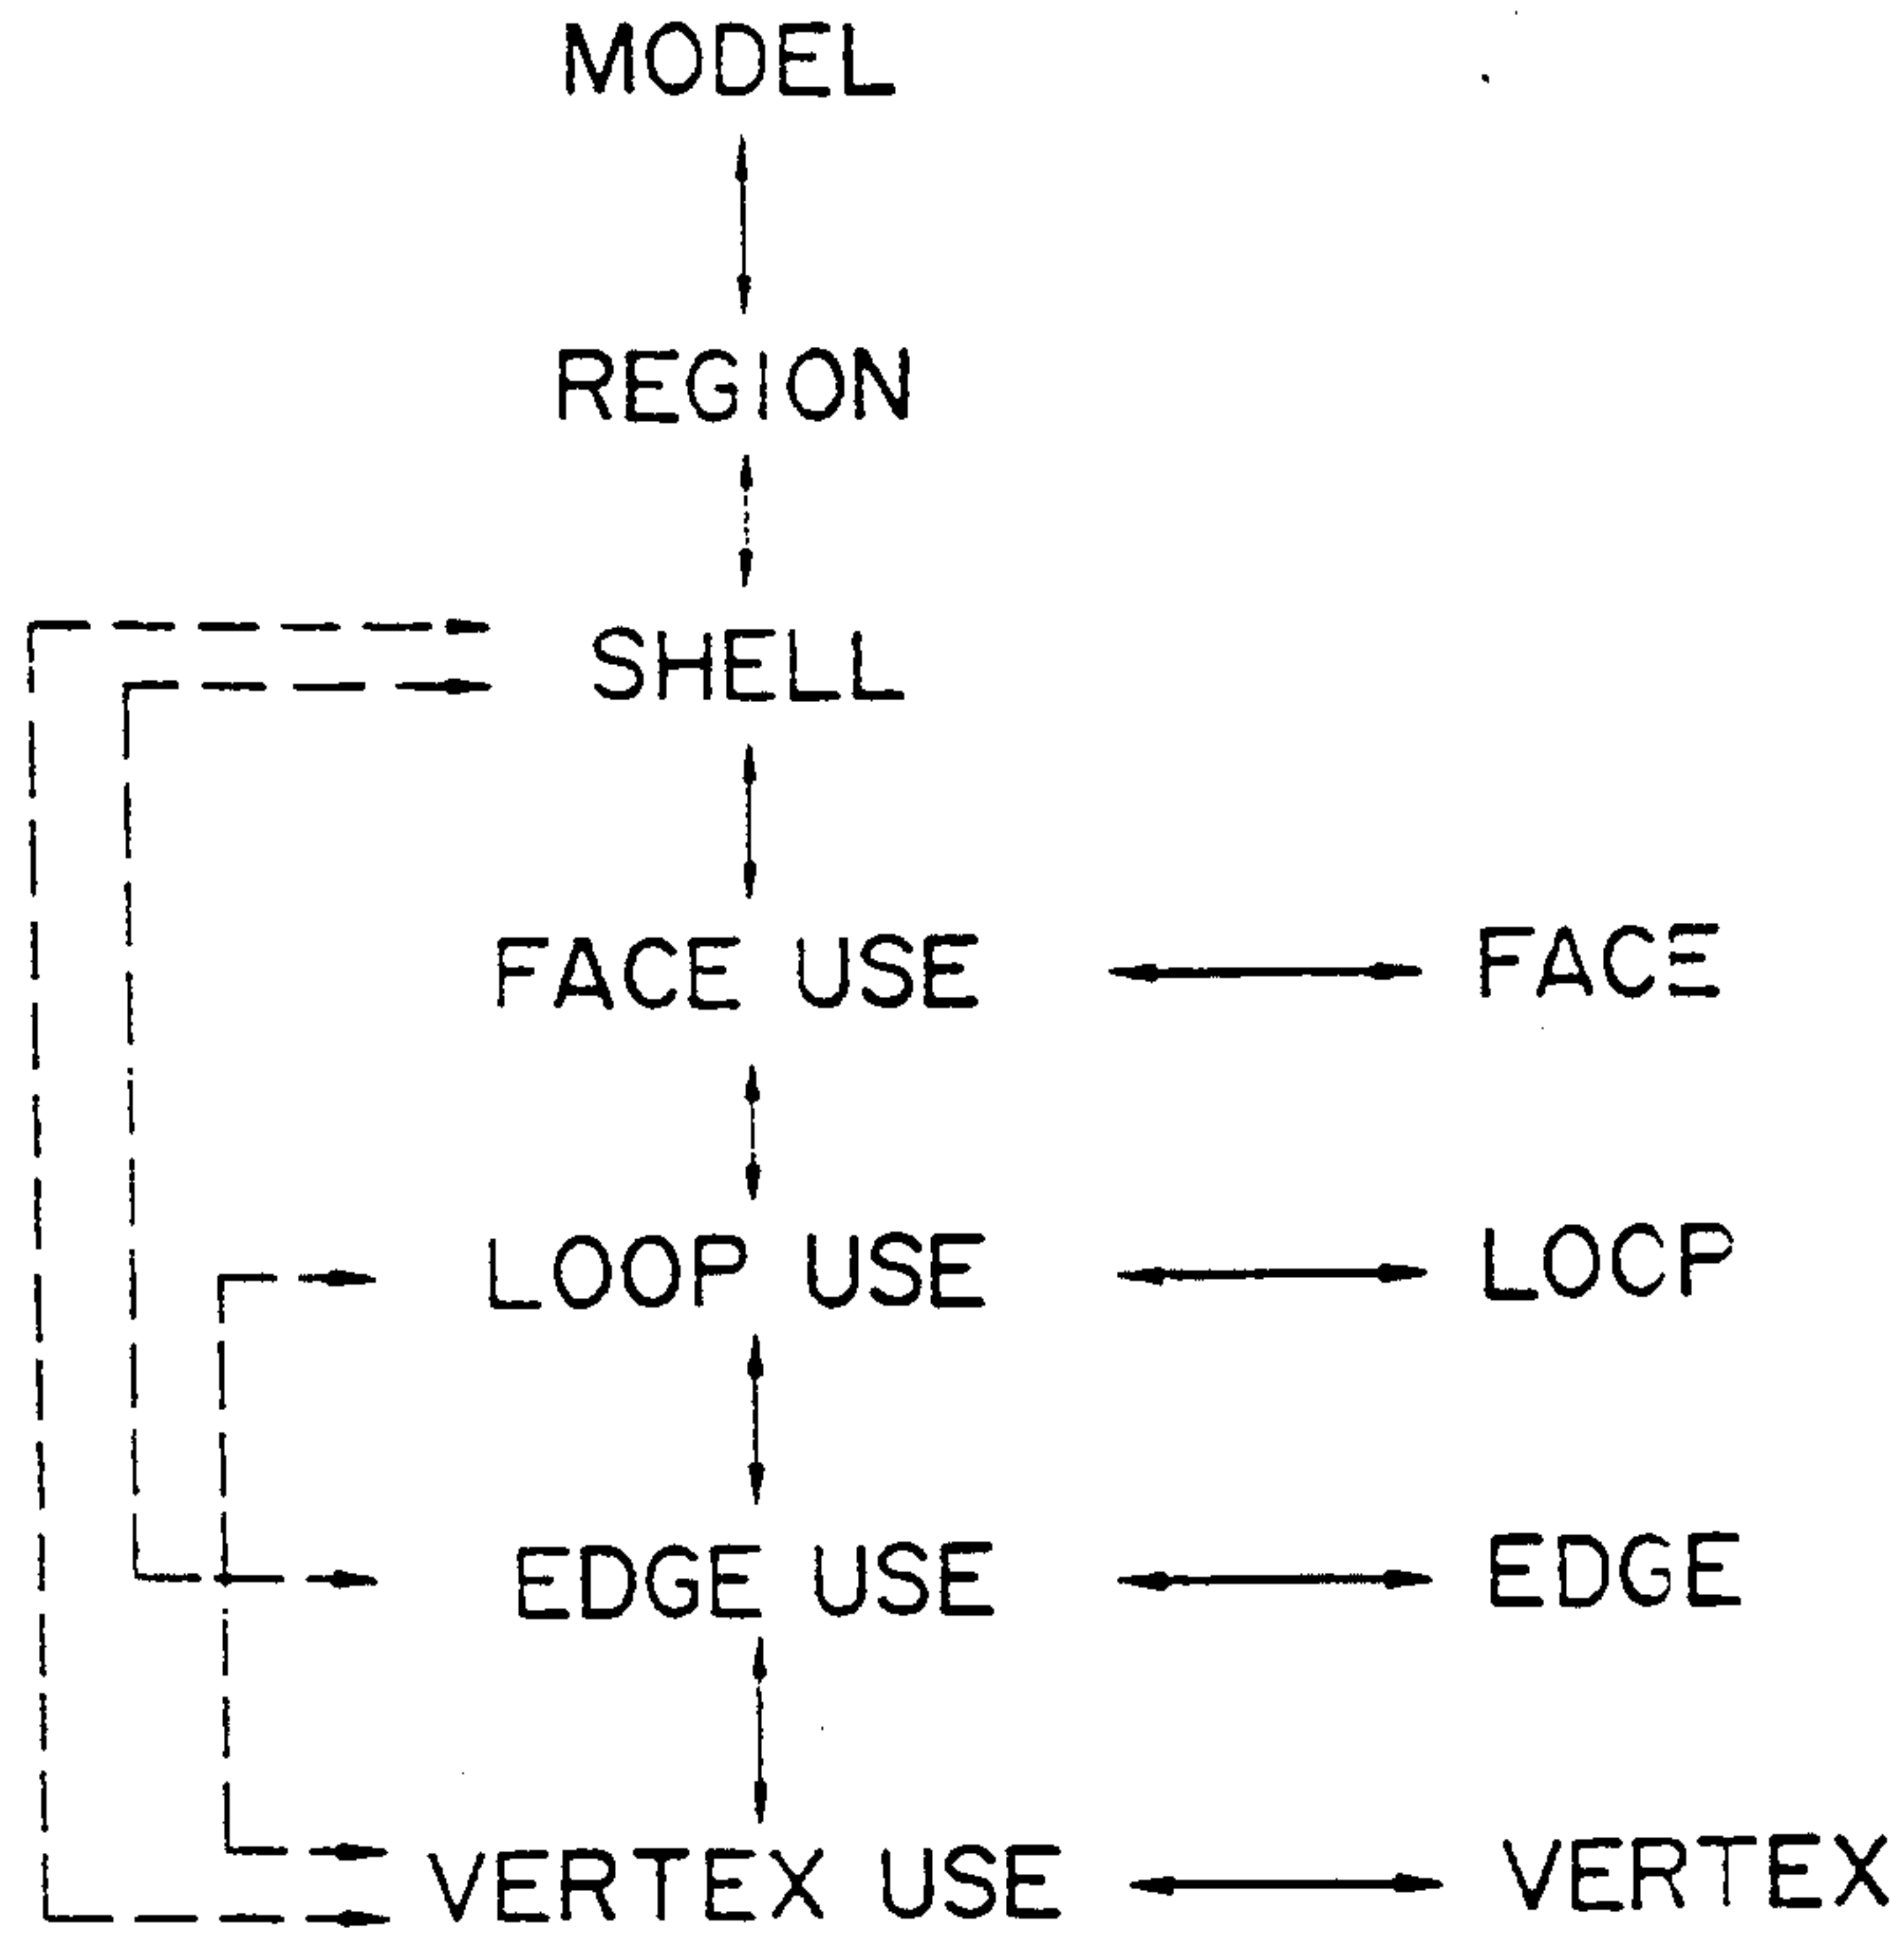 MODEL
REGION
SHELL
FACE USE
FACE
LOOP USE
LOCP
EDGE USE
EDGE
VERTEX USE
VERTEX